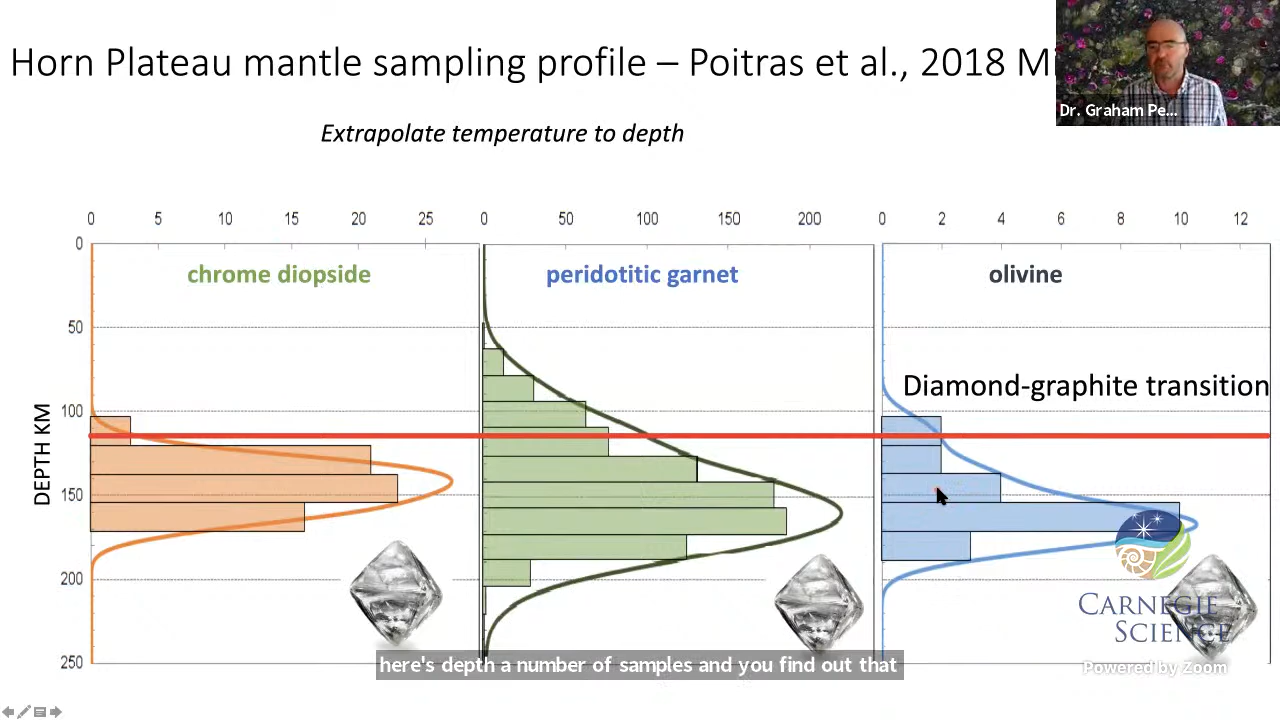 Horn Plateau mantle sampling profile – Poitras et al., 2018 Mi
Dr. Graham Pe...
Extrapolate temperature to depth
0 5 10 15 20 25 0 50 100 150 200 0 2 4 6 8 10 12
0
chrome diopside peridotitic garnet olivine
50
Diamond-graphite transition
100
DEPTH KM
150
200
CARNEGIE
SCIENCE
250
here's depth a number of samples and you find out that
Powered by Zoom